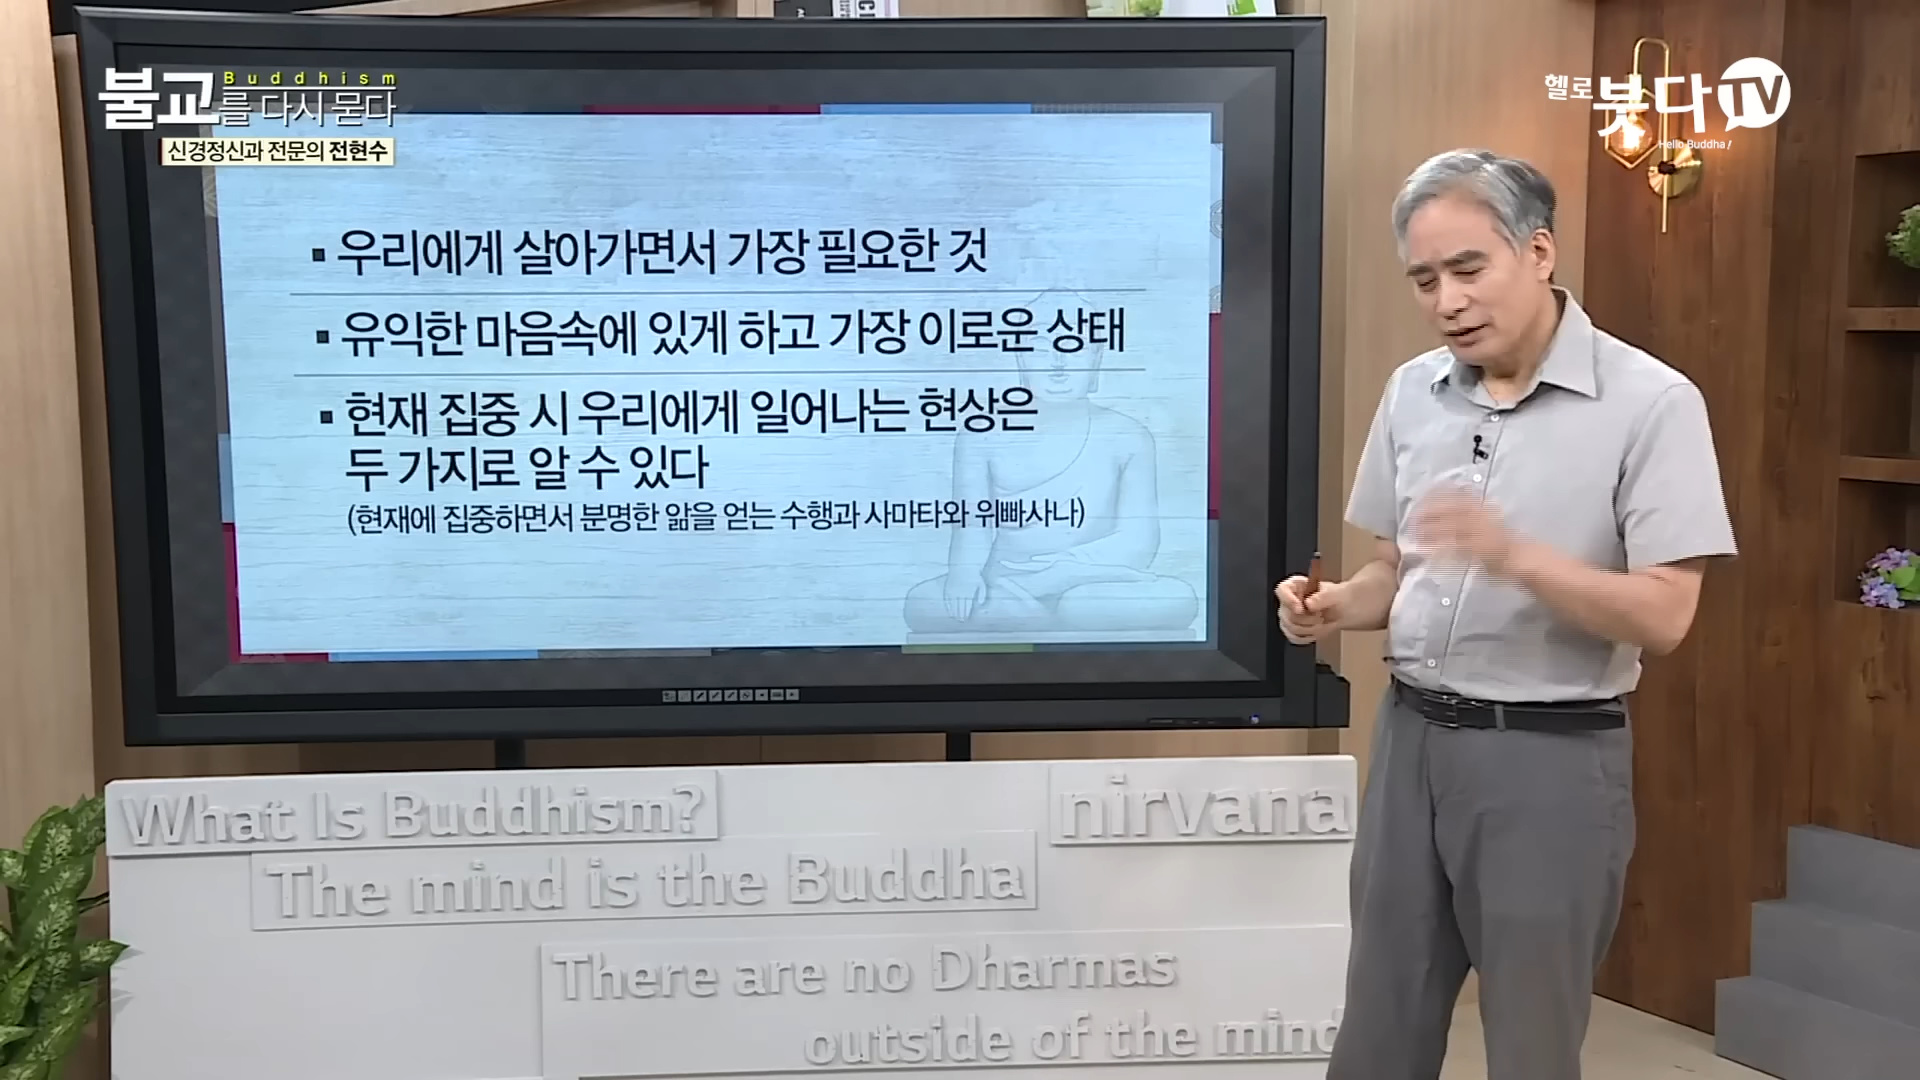 Buddhism
불교를 다시 묻다
신경정신과 전문의 전현수
헬로 붓다 TV
Hello Buddha!
▪ 우리에게 살아가면서 가장 필요한 것
▪ 유익한 마음속에 있게 하고 가장 이로운 상태
▪ 현재 집중 시 우리에게 일어나는 현상은
두 가지로 알 수 있다
(현재에 집중하면서 분명한 앎을 얻는 수행과 사마타와 위빠사나)
What Is Buddhism?
nirvana
The mind is the Buddha
There are no Dharmas
outside of the mind